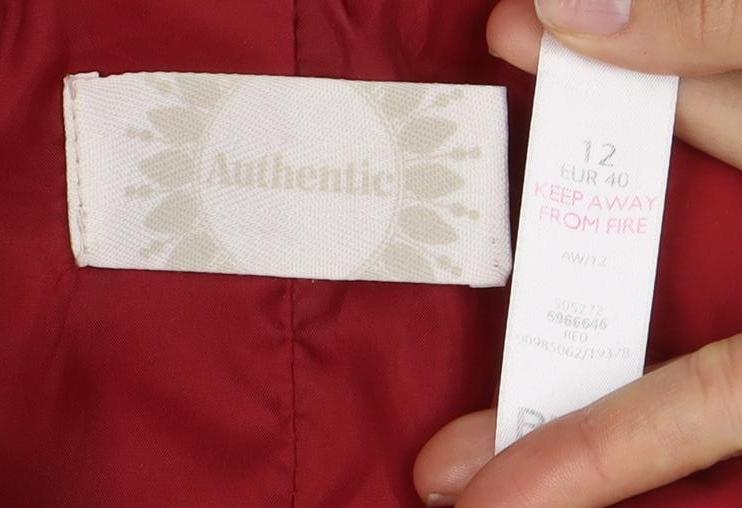 Authentic
12
EUR 40
KEEP AWAY
FROM FIRE
AW/12
5966646
RED